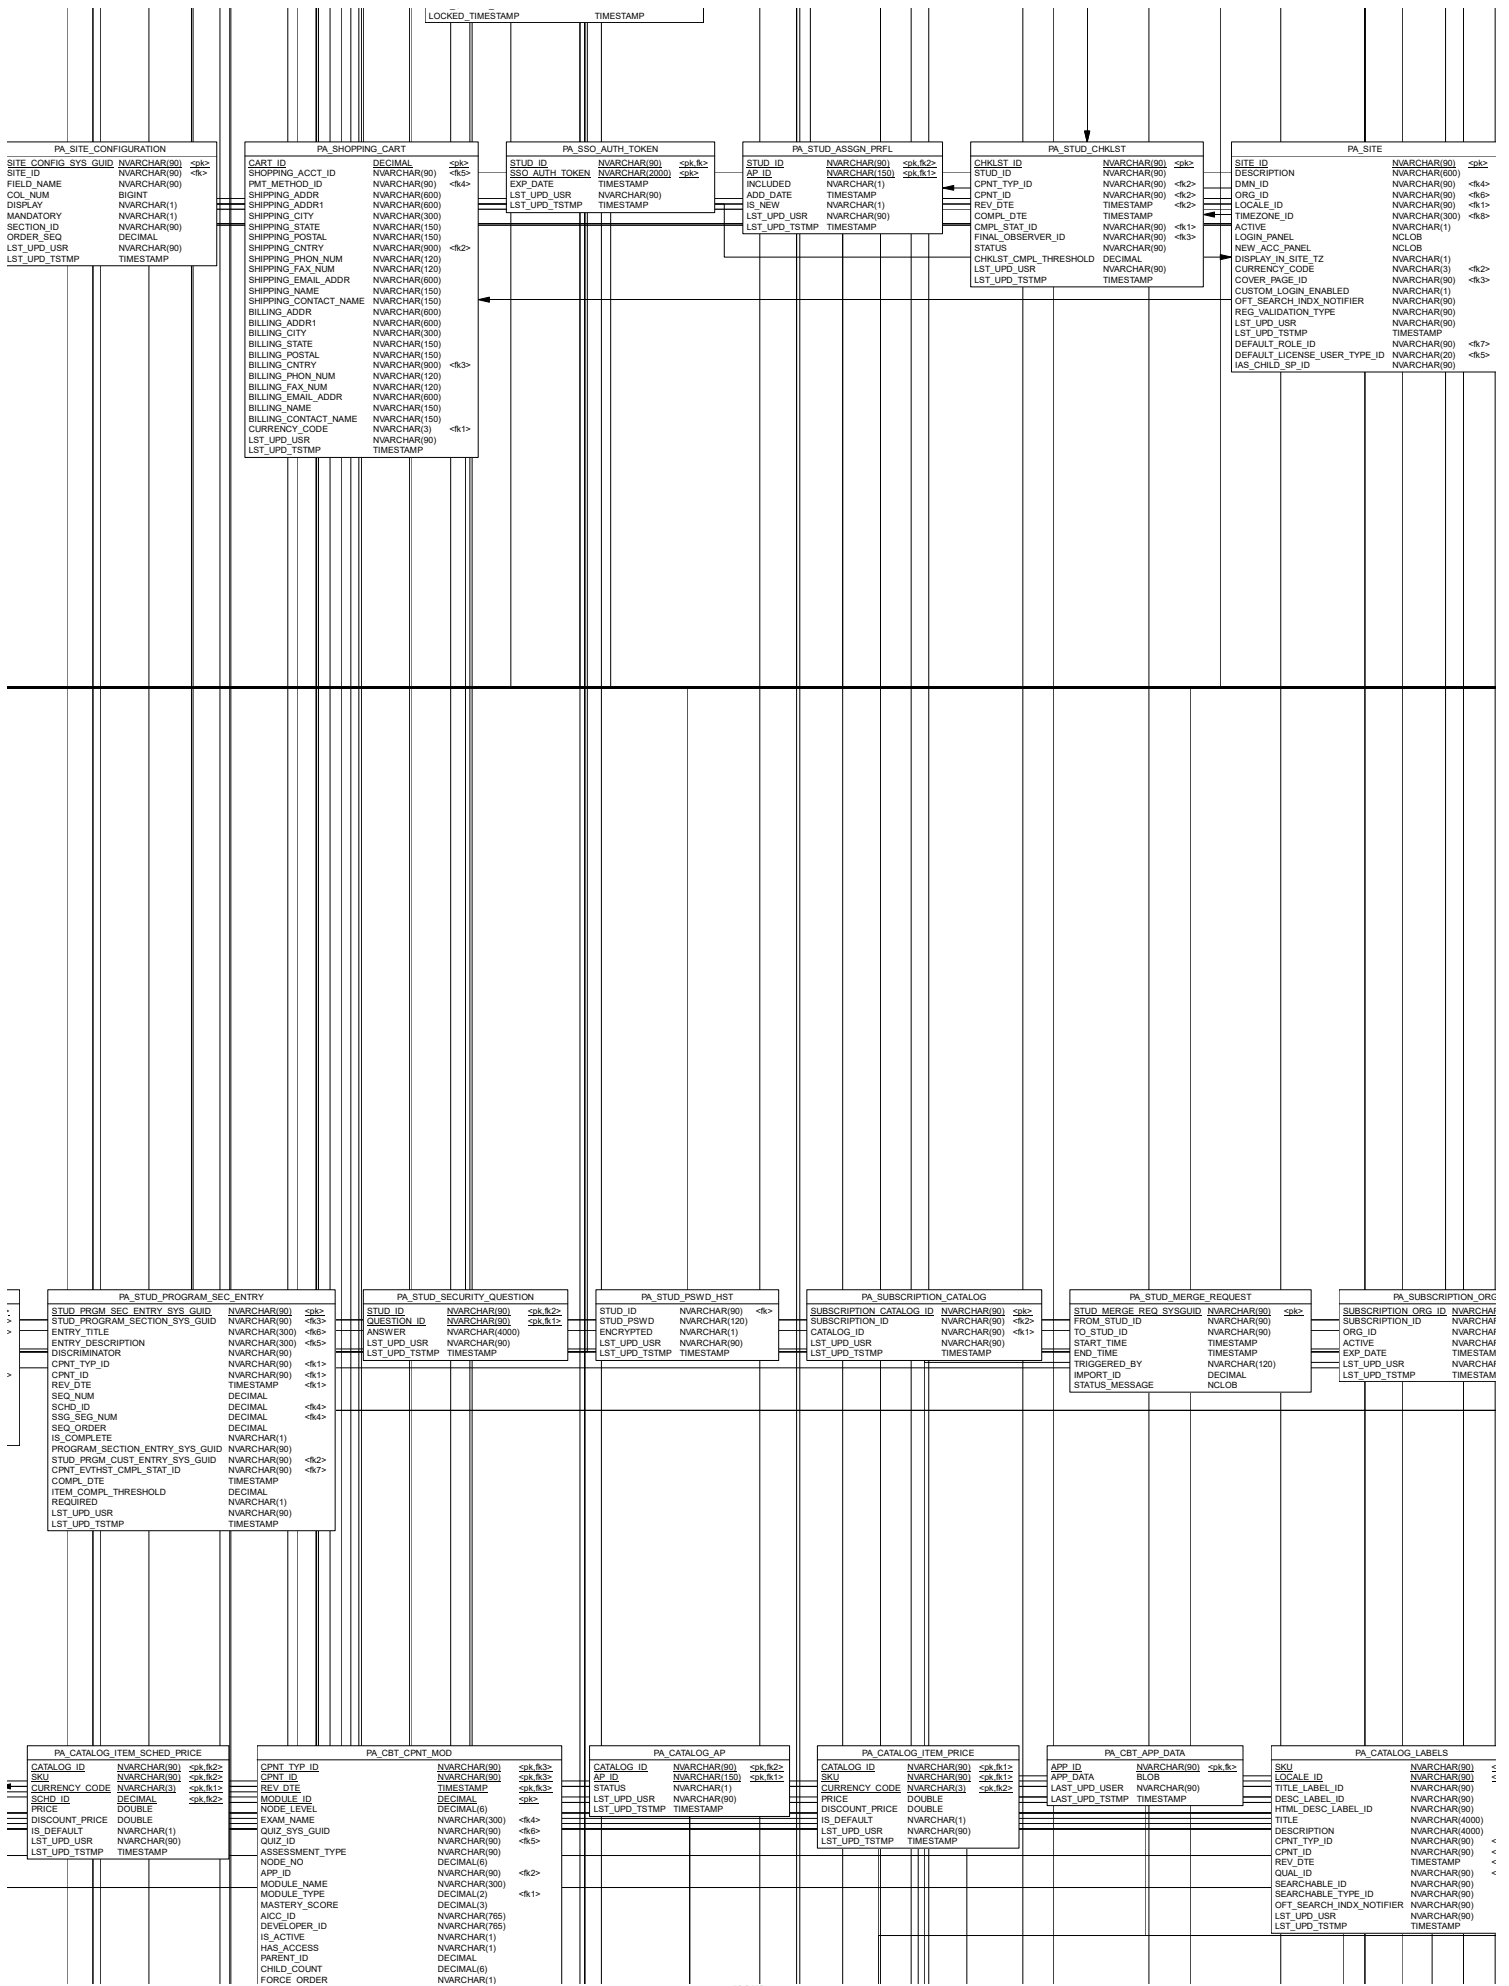 LOCKED_TIMESTAMP TIMESTAMP
PA_SITE_CONFIGURATION
SITE_CONFIG_SYS_GUID NVARCHAR(90) <pk>
SITE_ID NVARCHAR(90) <fk>
FIELD_NAME NVARCHAR(90)
COL_NUM BIGINT
DISPLAY NVARCHAR(1)
MANDATORY NVARCHAR(1)
SECTION_ID NVARCHAR(90)
ORDER_SEQ DECIMAL
LST_UPD_USR NVARCHAR(90)
LST_UPD_TSTMP TIMESTAMP
PA_SHOPPING_CART
CART_ID DECIMAL <pk>
SHOPPING_ACCT_ID NVARCHAR(90) <fk5>
PMT_METHOD_ID NVARCHAR(90) <fk4>
SHIPPING_ADDR NVARCHAR(600)
SHIPPING_ADDR1 NVARCHAR(600)
SHIPPING_CITY NVARCHAR(300)
SHIPPING_STATE NVARCHAR(150)
SHIPPING_POSTAL NVARCHAR(150)
SHIPPING_CNTRY NVARCHAR(900) <fk2>
SHIPPING_PHON_NUM NVARCHAR(120)
SHIPPING_FAX_NUM NVARCHAR(120)
SHIPPING_EMAIL_ADDR NVARCHAR(600)
SHIPPING_NAME NVARCHAR(150)
SHIPPING_CONTACT_NAME NVARCHAR(150)
BILLING_ADDR NVARCHAR(600)
BILLING_ADDR1 NVARCHAR(600)
BILLING_CITY NVARCHAR(300)
BILLING_STATE NVARCHAR(150)
BILLING_POSTAL NVARCHAR(150)
BILLING_CNTRY NVARCHAR(900) <fk3>
BILLING_PHON_NUM NVARCHAR(120)
BILLING_FAX_NUM NVARCHAR(120)
BILLING_EMAIL_ADDR NVARCHAR(600)
BILLING_NAME NVARCHAR(150)
BILLING_CONTACT_NAME NVARCHAR(150)
CURRENCY_CODE NVARCHAR(3) <fk1>
LST_UPD_USR NVARCHAR(90)
LST_UPD_TSTMP TIMESTAMP
PA_SSO_AUTH_TOKEN
STUD_ID NVARCHAR(90) <pk,fk>
SSO_AUTH_TOKEN NVARCHAR(2000) <pk>
EXP_DATE TIMESTAMP
LST_UPD_USR NVARCHAR(90)
LST_UPD_TSTMP TIMESTAMP
PA_STUD_ASSGN_PRFL
STUD_ID NVARCHAR(90) <pk,fk2>
AP_ID NVARCHAR(150) <pk,fk1>
INCLUDED NVARCHAR(1)
ADD_DATE TIMESTAMP
IS_NEW NVARCHAR(1)
LST_UPD_USR NVARCHAR(90)
LST_UPD_TSTMP TIMESTAMP
PA_STUD_CHKLST
CHKLST_ID NVARCHAR(90) <pk>
STUD_ID NVARCHAR(90)
CPNT_TYP_ID NVARCHAR(90) <fk2>
CPNT_ID NVARCHAR(90) <fk2>
REV_DTE TIMESTAMP <fk2>
COMPL_DTE TIMESTAMP
CMPL_STAT_ID NVARCHAR(90) <fk1>
FINAL_OBSERVER_ID NVARCHAR(90) <fk3>
STATUS NVARCHAR(90)
CHKLST_CMPL_THRESHOLD DECIMAL
LST_UPD_USR NVARCHAR(90)
LST_UPD_TSTMP TIMESTAMP
PA_SITE
SITE_ID NVARCHAR(90) <pk>
DESCRIPTION NVARCHAR(600)
DMN_ID NVARCHAR(90) <fk4>
ORG_ID NVARCHAR(90) <fk6>
LOCALE_ID NVARCHAR(90) <fk1>
TIMEZONE_ID NVARCHAR(300) <fk8>
ACTIVE NVARCHAR(1)
LOGIN_PANEL NCLOB
NEW_ACC_PANEL NCLOB
DISPLAY_IN_SITE_TZ NVARCHAR(1)
CURRENCY_CODE NVARCHAR(3) <fk2>
COVER_PAGE_ID NVARCHAR(90) <fk3>
CUSTOM_LOGIN_ENABLED NVARCHAR(1)
OFT_SEARCH_INDX_NOTIFIER NVARCHAR(90)
REG_VALIDATION_TYPE NVARCHAR(90)
LST_UPD_USR NVARCHAR(90)
LST_UPD_TSTMP TIMESTAMP
DEFAULT_ROLE_ID NVARCHAR(90) <fk7>
DEFAULT_LICENSE_USER_TYPE_ID NVARCHAR(20) <fk5>
IAS_CHILD_SP_ID NVARCHAR(90)
PA_STUD_PROGRAM_SEC_ENTRY
STUD_PRGM_SEC_ENTRY_SYS_GUID NVARCHAR(90) <pk>
STUD_PROGRAM_SECTION_SYS_GUID NVARCHAR(90) <fk3>
ENTRY_TITLE NVARCHAR(300) <fk6>
ENTRY_DESCRIPTION NVARCHAR(300) <fk5>
DISCRIMINATOR NVARCHAR(90)
CPNT_TYP_ID NVARCHAR(90) <fk1>
CPNT_ID NVARCHAR(90) <fk1>
REV_DTE TIMESTAMP <fk1>
SEQ_NUM DECIMAL
SCHD_ID DECIMAL <fk4>
SSG_SEG_NUM DECIMAL <fk4>
SEQ_ORDER DECIMAL
IS_COMPLETE NVARCHAR(1)
PROGRAM_SECTION_ENTRY_SYS_GUID NVARCHAR(90)
STUD_PRGM_CUST_ENTRY_SYS_GUID NVARCHAR(90) <fk2>
CPNT_EVTHST_CMPL_STAT_ID NVARCHAR(90) <fk7>
COMPL_DTE TIMESTAMP
ITEM_COMPL_THRESHOLD DECIMAL
REQUIRED NVARCHAR(1)
LST_UPD_USR NVARCHAR(90)
LST_UPD_TSTMP TIMESTAMP
PA_STUD_SECURITY_QUESTION
STUD_ID NVARCHAR(90) <pk,fk2>
QUESTION_ID NVARCHAR(90) <pk,fk1>
ANSWER NVARCHAR(4000)
LST_UPD_USR NVARCHAR(90)
LST_UPD_TSTMP TIMESTAMP
PA_STUD_PSWD_HST
STUD_ID NVARCHAR(90) <fk>
STUD_PSWD NVARCHAR(120)
ENCRYPTED NVARCHAR(1)
LST_UPD_USR NVARCHAR(90)
LST_UPD_TSTMP TIMESTAMP
PA_SUBSCRIPTION_CATALOG
SUBSCRIPTION_CATALOG_ID NVARCHAR(90) <pk>
SUBSCRIPTION_ID NVARCHAR(90) <fk2>
CATALOG_ID NVARCHAR(90) <fk1>
LST_UPD_USR NVARCHAR(90)
LST_UPD_TSTMP TIMESTAMP
PA_STUD_MERGE_REQUEST
STUD_MERGE_REQ_SYSGUID NVARCHAR(90) <pk>
FROM_STUD_ID NVARCHAR(90)
TO_STUD_ID NVARCHAR(90)
START_TIME TIMESTAMP
END_TIME TIMESTAMP
TRIGGERED_BY NVARCHAR(120)
IMPORT_ID DECIMAL
STATUS_MESSAGE NCLOB
PA_SUBSCRIPTION_ORG
SUBSCRIPTION_ORG_ID NVARCHAR
SUBSCRIPTION_ID NVARCHAR
ORG_ID NVARCHAR
ACTIVE NVARCHAR
EXP_DATE TIMESTAM
LST_UPD_USR NVARCHAR
LST_UPD_TSTMP TIMESTAM
PA_CATALOG_ITEM_SCHED_PRICE
CATALOG_ID NVARCHAR(90) <pk,fk2>
SKU NVARCHAR(90) <pk,fk2>
CURRENCY_CODE NVARCHAR(3) <pk,fk1>
SCHD_ID DECIMAL <pk,fk2>
PRICE DOUBLE
DISCOUNT_PRICE DOUBLE
IS_DEFAULT NVARCHAR(1)
LST_UPD_USR NVARCHAR(90)
LST_UPD_TSTMP TIMESTAMP
PA_CBT_CPNT_MOD
CPNT_TYP_ID NVARCHAR(90) <pk,fk3>
CPNT_ID NVARCHAR(90) <pk,fk3>
REV_DTE TIMESTAMP <pk,fk3>
MODULE_ID DECIMAL <pk>
NODE_LEVEL DECIMAL(6)
EXAM_NAME NVARCHAR(300) <fk4>
QUIZ_SYS_GUID NVARCHAR(90) <fk6>
QUIZ_ID NVARCHAR(90) <fk5>
ASSESSMENT_TYPE NVARCHAR(90)
NODE_NO DECIMAL(6)
APP_ID NVARCHAR(90) <fk2>
MODULE_NAME NVARCHAR(300)
MODULE_TYPE DECIMAL(2) <fk1>
MASTERY_SCORE DECIMAL(3)
AICC_ID NVARCHAR(765)
DEVELOPER_ID NVARCHAR(765)
IS_ACTIVE NVARCHAR(1)
HAS_ACCESS NVARCHAR(1)
PARENT_ID DECIMAL
CHILD_COUNT DECIMAL(6)
FORCE_ORDER NVARCHAR(1)
PA_CATALOG_AP
CATALOG_ID NVARCHAR(90) <pk,fk2>
AP_ID NVARCHAR(150) <pk,fk1>
STATUS NVARCHAR(1)
LST_UPD_USR NVARCHAR(90)
LST_UPD_TSTMP TIMESTAMP
PA_CATALOG_ITEM_PRICE
CATALOG_ID NVARCHAR(90) <pk,fk1>
SKU NVARCHAR(90) <pk,fk1>
CURRENCY_CODE NVARCHAR(3) <pk,fk2>
PRICE DOUBLE
DISCOUNT_PRICE DOUBLE
IS_DEFAULT NVARCHAR(1)
LST_UPD_USR NVARCHAR(90)
LST_UPD_TSTMP TIMESTAMP
PA_CBT_APP_DATA
APP_ID NVARCHAR(90) <pk,fk>
APP_DATA BLOB
LAST_UPD_USER NVARCHAR(90)
LAST_UPD_TSTMP TIMESTAMP
PA_CATALOG_LABELS
SKU NVARCHAR(90) <
LOCALE_ID NVARCHAR(90) <
TITLE_LABEL_ID NVARCHAR(90)
DESC_LABEL_ID NVARCHAR(90)
HTML_DESC_LABEL_ID NVARCHAR(90)
TITLE NVARCHAR(4000)
DESCRIPTION NVARCHAR(4000)
CPNT_TYP_ID NVARCHAR(90) <
CPNT_ID NVARCHAR(90) <
REV_DTE TIMESTAMP <
QUAL_ID NVARCHAR(90) <
SEARCHABLE_ID NVARCHAR(90)
SEARCHABLE_TYPE_ID NVARCHAR(90)
OFT_SEARCH_INDX_NOTIFIER NVARCHAR(90)
LST_UPD_USR NVARCHAR(90)
LST_UPD_TSTMP TIMESTAMP